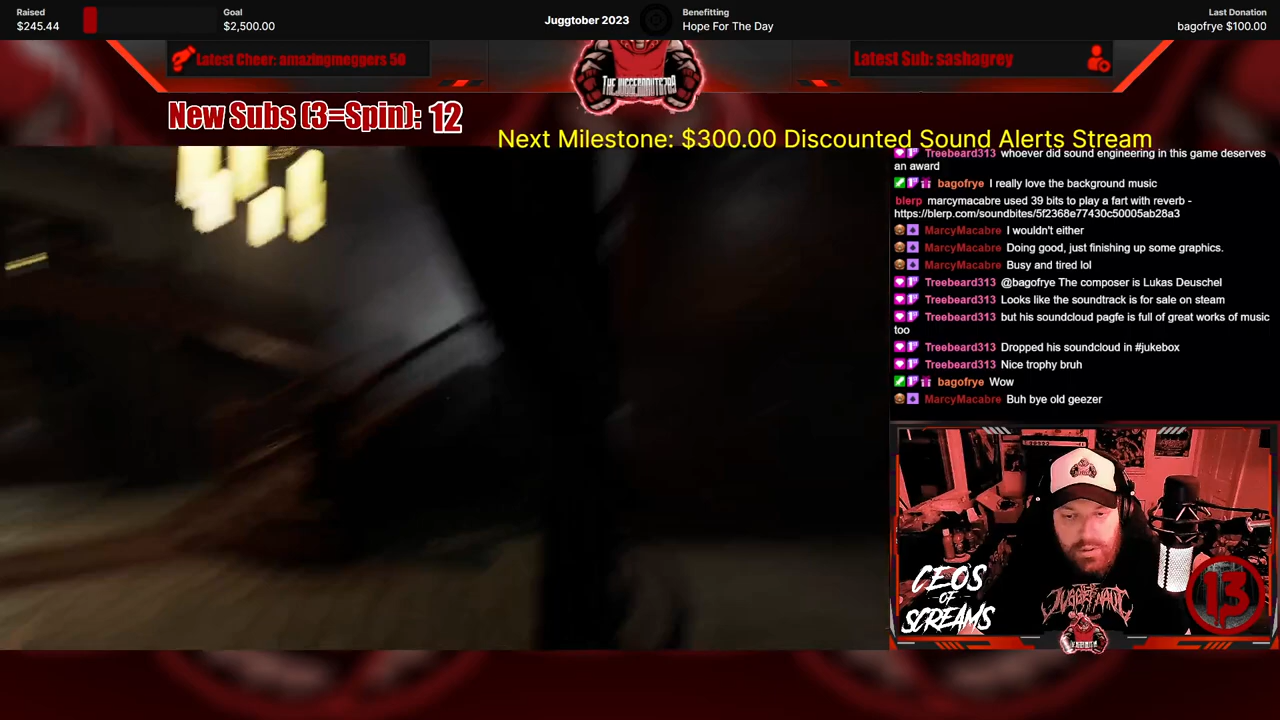 Raised
$245.44
Goal
$2,500.00
Juggtober 2023
Benefitting
Hope For The Day
Last Donation
bagofrye $100.00
Latest Cheer: amazingmeggers 50
THEJUGGERNAUT6789
Latest Sub: sashagrey
New Subs (3=Spin): 12
Next Milestone: $300.00 Discounted Sound Alerts Stream
Treebeard313 whoever did sound engineering in this game deserves
an award
bagofrye I really love the background music
blerp marcymacabre used 39 bits to play a fart with reverb -
https://blerp.com/soundbites/5f2368e77430c50005ab28a3
MarcyMacabre I wouldn't either
MarcyMacabre Doing good, just finishing up some graphics.
MarcyMacabre Busy and tired lol
Treebeard313 @bagofrye The composer is Lukas Deuschel
Treebeard313 Looks like the soundtrack is for sale on steam
Treebeard313 but his soundcloud pagfe is full of great works of music
too
Treebeard313 Dropped his soundcloud in #jukebox
Treebeard313 Nice trophy bruh
bagofrye Wow
MarcyMacabre Buh bye old geezer
CEOS
OF
SCREAMS
13